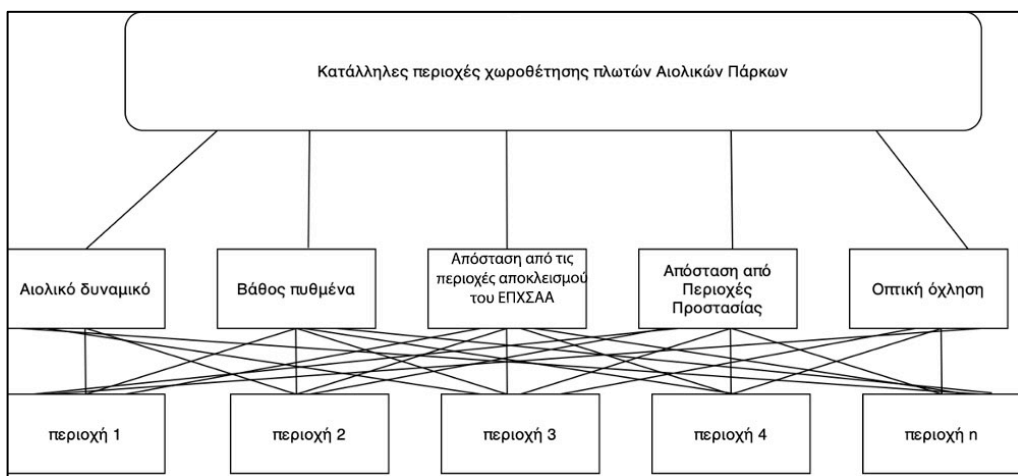 Κατάλληλες περιοχές χωροθέτησης πλωτών Αιολικών Πάρκων
Αιολικό δυναμικό
Βάθος πυθμένα
Απόσταση από τις
περιοχές αποκλεισμού
του ΕΠΧΣΑΑ
Απόσταση από
Περιοχές
Προστασίας
Οπτική όχληση
περιοχή 1
περιοχή 2
περιοχή 3
περιοχή 4
περιοχή n